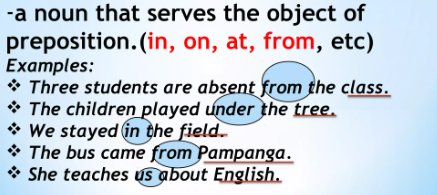 -a noun that serves the object of
preposition.(in, on, at, from, etc)
Examples:
❖ Three students are absent from the class.
❖ The children played under the tree.
❖ We stayed in the field.
❖ The bus came from Pampanga.
❖ She teaches us about English.